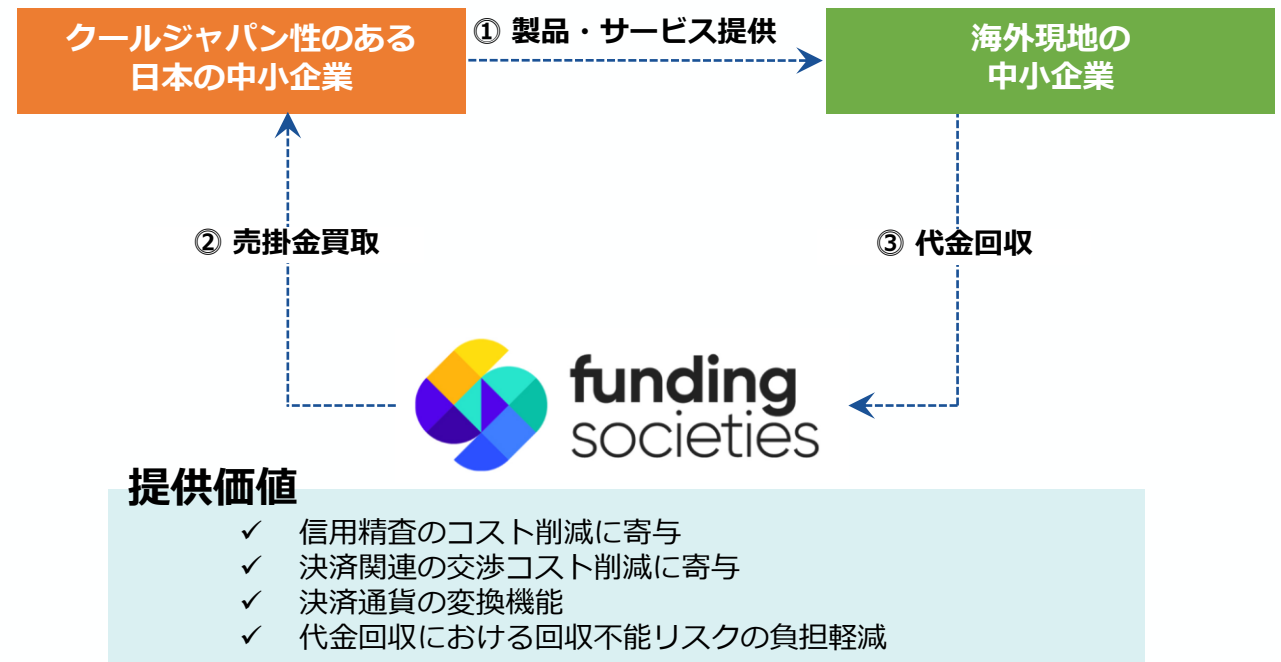 クールジャパン性のある
日本の中小企業
① 製品・サービス提供
海外現地の
中小企業
② 売掛金買取
③ 代金回収
funding
societies
提供価値
✓ 信用精査のコスト削減に寄与
✓ 決済関連の交渉コスト削減に寄与
✓ 決済通貨の変換機能
✓ 代金回収における回収不能リスクの負担軽減